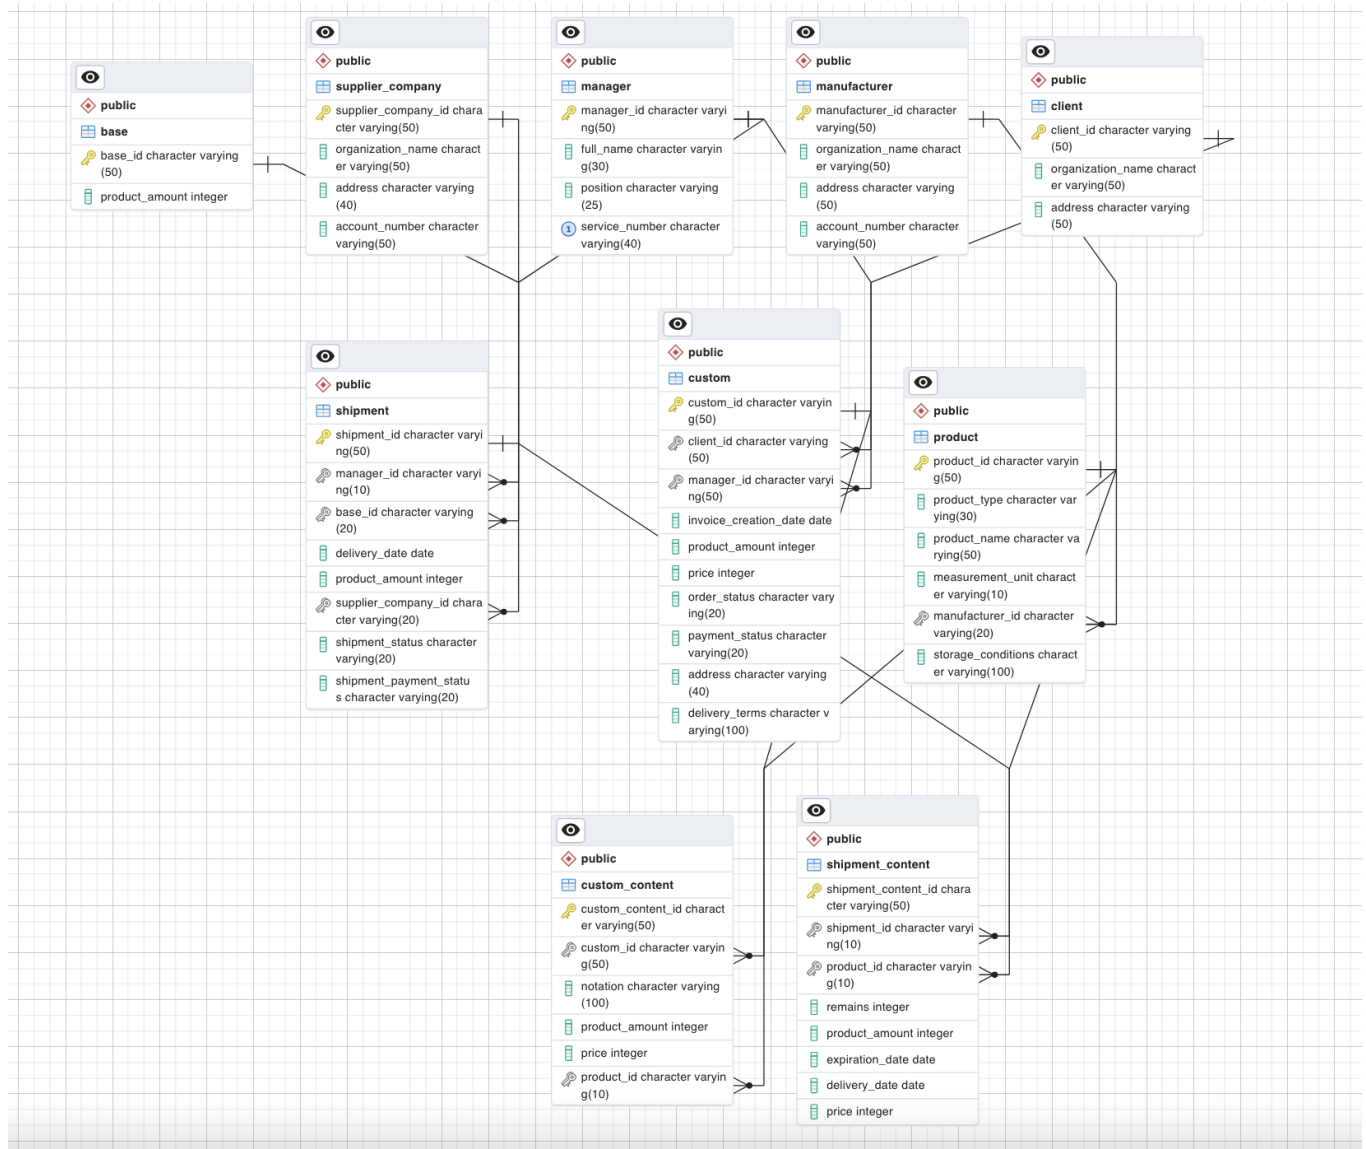 public
base
base_id character varying
(50)
product_amount integer
public
supplier_company
supplier_company_id chara
cter varying(50)
organization_name charact
er varying(50)
address character varying
(40)
account_number character
varying(50)
public
manager
manager_id character varyi
ng(50)
full_name character varyin
g(30)
position character varying
(25)
1
service_number character
varying(40)
public
manufacturer
manufacturer_id character
varying(50)
organization_name charact
er varying(50)
address character varying
(50)
account_number character
varying(50)
public
client
client_id character varying
(50)
organization_name charact
er varying(50)
address character varying
(50)
public
shipment
shipment_id character varyi
ng(50)
manager_id character varyi
ng(10)
base_id character varying
(20)
delivery_date date
product_amount integer
supplier_company_id chara
cter varying(20)
shipment_status character
varying(20)
shipment_payment_statu
s character varying(20)
public
custom
custom_id character varyin
g(50)
client_id character varying
(50)
manager_id character varyi
ng(50)
invoice_creation_date date
product_amount integer
price integer
order_status character vary
ing(20)
payment_status character
varying(20)
address character varying
(40)
delivery_terms character v
arying(100)
public
product
product_id character varyin
g(50)
product_type character var
ying(30)
product_name character va
rying(50)
measurement_unit charact
er varying(10)
manufacturer_id character
varying(20)
storage_conditions charact
er varying(100)
public
custom_content
custom_content_id charact
er varying(50)
custom_id character varyin
g(50)
notation character varying
(100)
product_amount integer
price integer
product_id character varyin
g(10)
public
shipment_content
shipment_content_id chara
cter varying(50)
shipment_id character varyi
ng(10)
product_id character varyin
g(10)
remains integer
product_amount integer
expiration_date date
delivery_date date
price integer